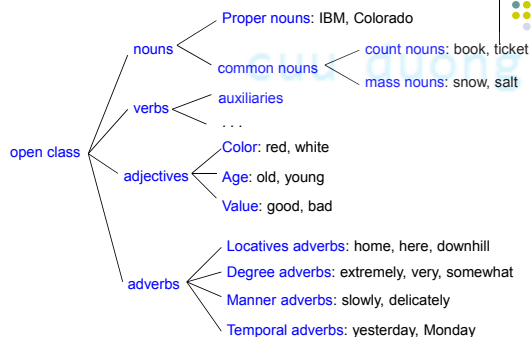 Proper nouns: IBM, Colorado
nouns
common nouns
count nouns: book, ticket
mass nouns: snow, salt
cuu duong
verbs
auxiliaries
. . .
open class
adjectives
Color: red, white
Age: old, young
Value: good, bad
adverbs
Locatives adverbs: home, here, downhill
Degree adverbs: extremely, very, somewhat
Manner adverbs: slowly, delicately
Temporal adverbs: yesterday, Monday